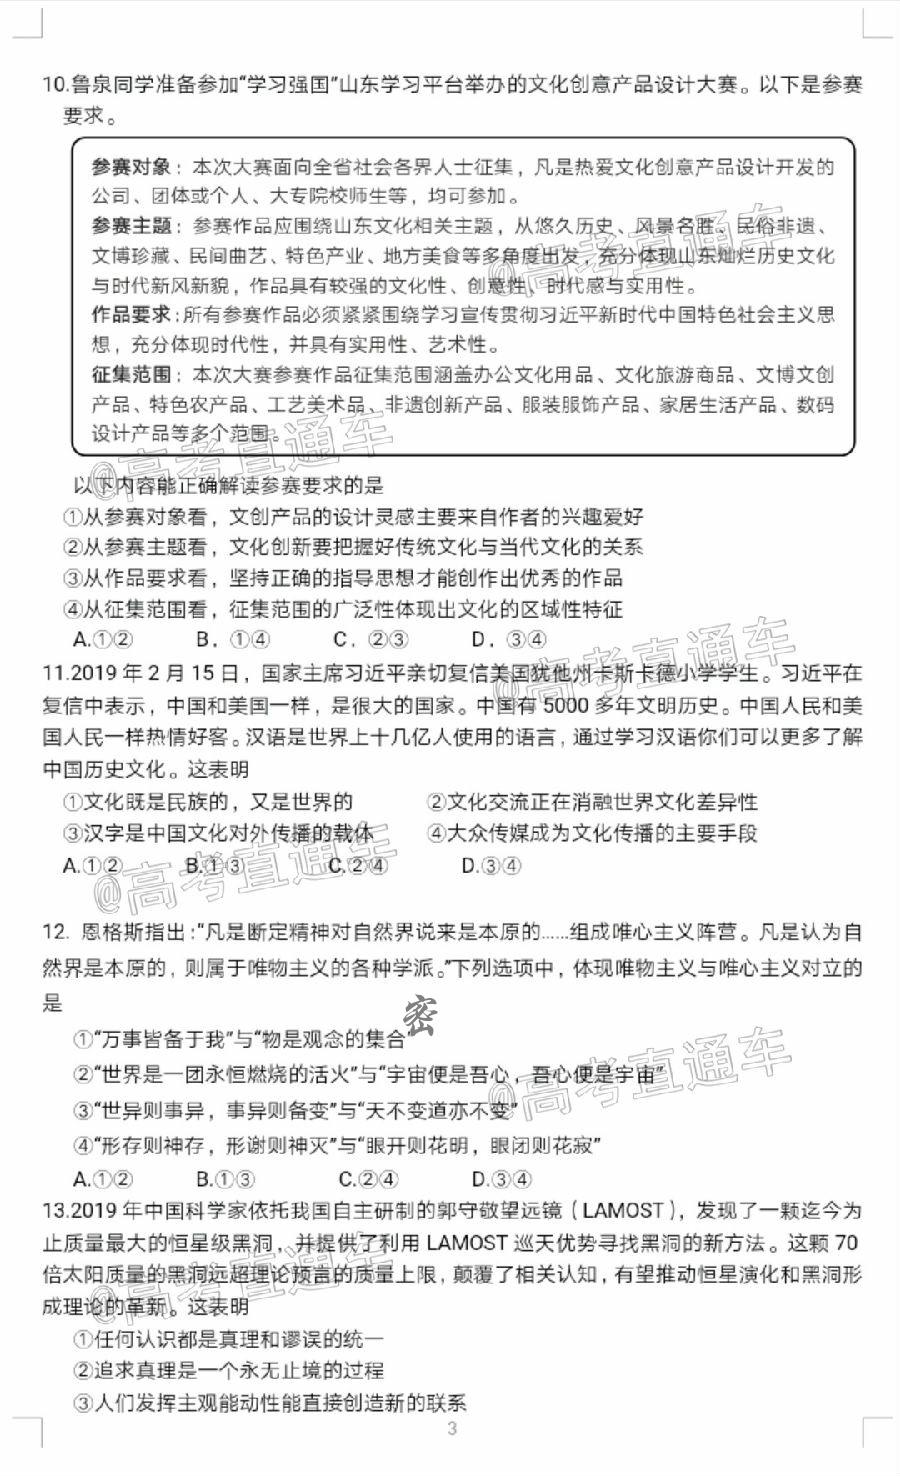 10.鲁泉同学准备参加“学习强国”山东学习平台举办的文化创意产品设计大赛。以下是参赛
要求。
参赛对象：本次大赛面向全省社会各界人士征集，凡是热爱文化创意产品设计开发的
公司、团体或个人、大专院校师生等，均可参加。
参赛主题：参赛作品应围绕山东文化相关主题，从悠久历史、风景名胜、民俗非遗、
文博珍藏、民间曲艺、特色产业、地方美食等多角度出发，充分体现山东灿烂历史文化
与时代新风新貌，作品具有较强的文化性、创意性、时代感与实用性。
作品要求:所有参赛作品必须紧紧围绕学习宣传贯彻习近平新时代中国特色社会主义思
想，充分体现时代性，并具有实用性、艺术性。
征集范围：本次大赛参赛作品征集范围涵盖办公文化用品、文化旅游商品、文博文创
产品、特色农产品、工艺美术品、非遗创新产品、服装服饰产品、家居生活产品、数码
设计产品等多个范围。
以下内容能正确解读参赛要求的是
①从参赛对象看，文创产品的设计灵感主要来自作者的兴趣爱好
②从参赛主题看，文化创新要把握好传统文化与当代文化的关系
③从作品要求看，坚持正确的指导思想才能创作出优秀的作品
④从征集范围看，征集范围的广泛性体现出文化的区域性特征
A.①② B．①④ C．②③ D．③④
11.2019 年 2 月 15 日，国家主席习近平亲切复信美国犹他州卡斯卡德小学学生。习近平在
复信中表示，中国和美国一样，是很大的国家。中国有 5000 多年文明历史。中国人民和美
国人民一样热情好客。汉语是世界上十几亿人使用的语言，通过学习汉语你们可以更多了解
中国历史文化。这表明
①文化既是民族的，又是世界的 ②文化交流正在消融世界文化差异性
③汉字是中国文化对外传播的载体 ④大众传媒成为文化传播的主要手段
A.①② B.①③ C.②④ D.③④
12. 恩格斯指出:“凡是断定精神对自然界说来是本原的......组成唯心主义阵营。凡是认为自
然界是本原的，则属于唯物主义的各种学派。”下列选项中，体现唯物主义与唯心主义对立的
是
密
①“万事皆备于我”与“物是观念的集合”
②“世界是一团永恒燃烧的活火”与“宇宙便是吾心，吾心便是宇宙”
③“世异则事异，事异则备变”与“天不变道亦不变”
④“形存则神存，形谢则神灭”与“眼开则花明，眼闭则花寂”
A.①② B.①③ C.②④ D.③④
13.2019 年中国科学家依托我国自主研制的郭守敬望远镜（LAMOST），发现了一颗迄今为
止质量最大的恒星级黑洞，并提供了利用 LAMOST 巡天优势寻找黑洞的新方法。这颗 70
倍太阳质量的黑洞远超理论预言的质量上限，颠覆了相关认知，有望推动恒星演化和黑洞形
成理论的革新。这表明
①任何认识都是真理和谬误的统一
②追求真理是一个永无止境的过程
③人们发挥主观能动性能直接创造新的联系
3
@高考直通车
@高考直通车
@高考直通车
@高考直通车
@高考直通车
@高考直通车